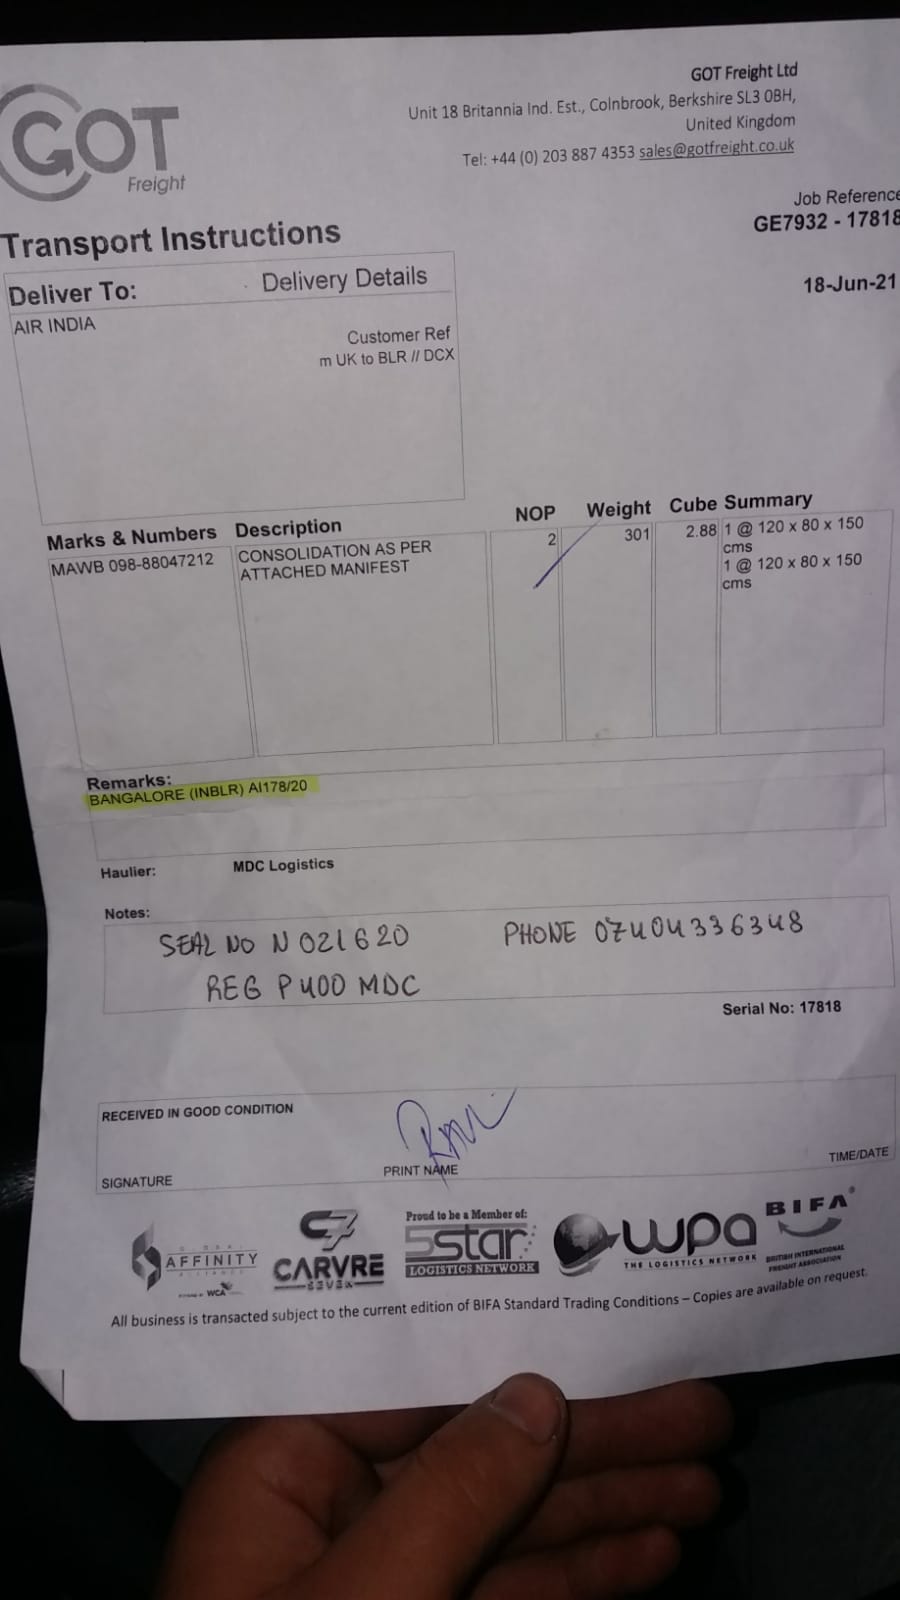 GOT
Freight
GOT Freight Ltd
Unit 18 Britannia Ind. Est., Colnbrook, Berkshire SL3 0BH,
United Kingdom
Tel: +44 (0) 203 887 4353 sales@gotfreight.co.uk
Job Reference
GE7932 - 17818
18-Jun-21
Transport Instructions
Deliver To: Delivery Details
AIR INDIA
Customer Ref
m UK to BLR // DCX
Marks & Numbers Description NOP Weight Cube Summary
MAWB 098-88047212 CONSOLIDATION AS PER 2 301 2.88 1 @ 120 x 80 x 150
ATTACHED MANIFEST cms
1 @ 120 x 80 x 150
cms
Remarks:
BANGALORE (INBLR) AI178/20
Haulier: MDC Logistics
Notes:
SEAL NO N021620 PHONE 07404336348
REG P400 MDC
Serial No: 17818
RECEIVED IN GOOD CONDITION
SIGNATURE PRINT NAME TIME/DATE
AFFINITY
WCA
CARVRE
SEVEN
Proud to be a Member of:
5star
LOGISTICS NETWORK
wpa
THE LOGISTICS NETWORK
BIFA
BRITISH INTERNATIONAL
FREIGHT ASSOCIATION
All business is transacted subject to the current edition of BIFA Standard Trading Conditions – Copies are available on request.